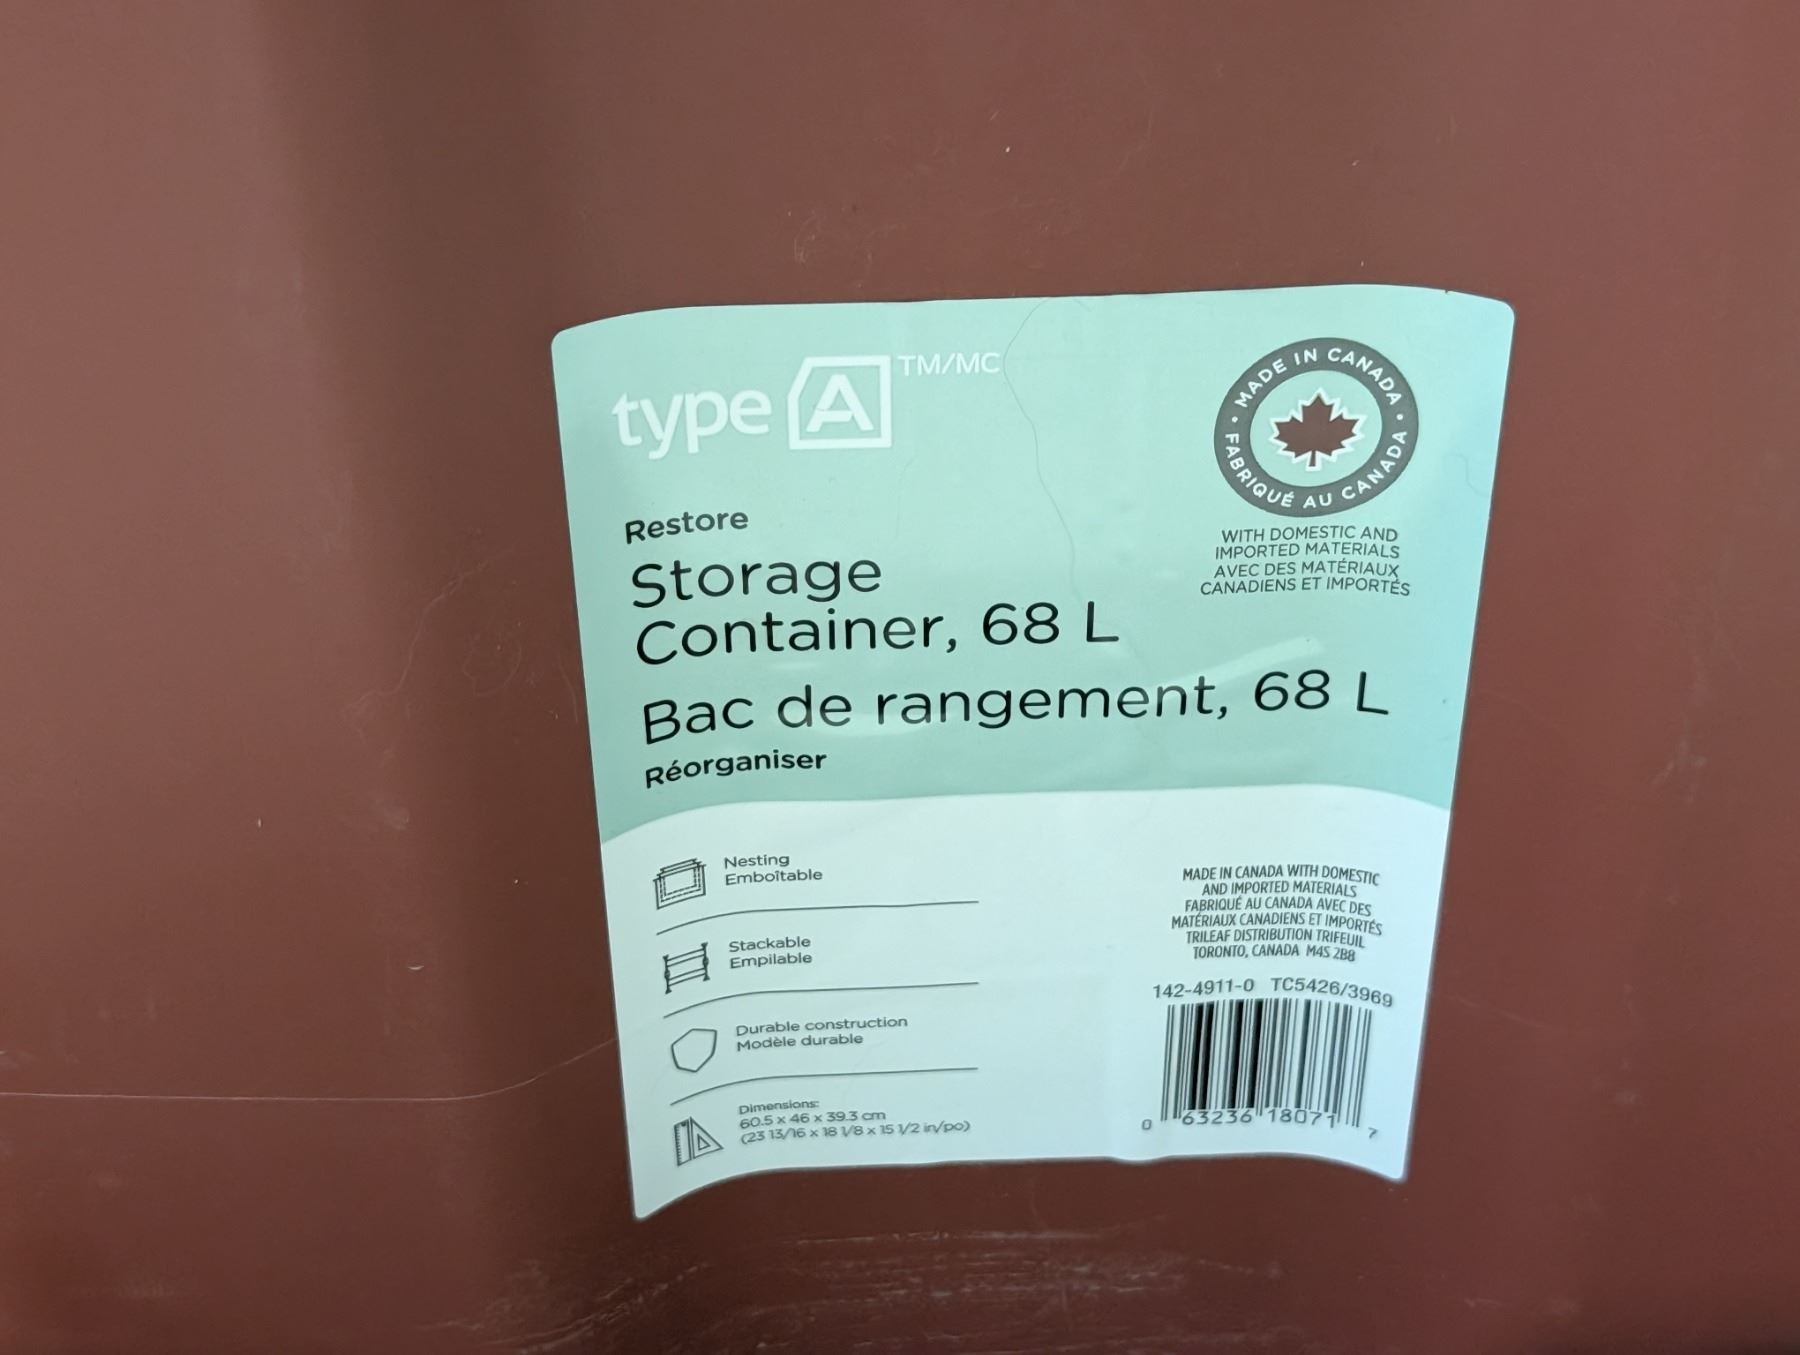 type A TM/MC
MADE IN CANADA • FABRIQUÉ AU CANADA •
WITH DOMESTIC AND
IMPORTED MATERIALS
AVEC DES MATÉRIAUX
CANADIENS ET IMPORTÉS
Restore
Storage
Container, 68 L
Bac de rangement, 68 L
Réorganiser
Nesting
Emboîtable
Stackable
Empilable
Durable construction
Modèle durable
Dimensions:
60.5 x 46 x 39.3 cm
(23 13/16 x 18 1/8 x 15 1/2 in/po)
MADE IN CANADA WITH DOMESTIC
AND IMPORTED MATERIALS
FABRIQUÉ AU CANADA AVEC DES
MATÉRIAUX CANADIENS ET IMPORTÉS
TRILEAF DISTRIBUTION TRIFEUIL
TORONTO, CANADA M4S 2B8
142-4911-0 TC5426/3969
0 63236 18071 7